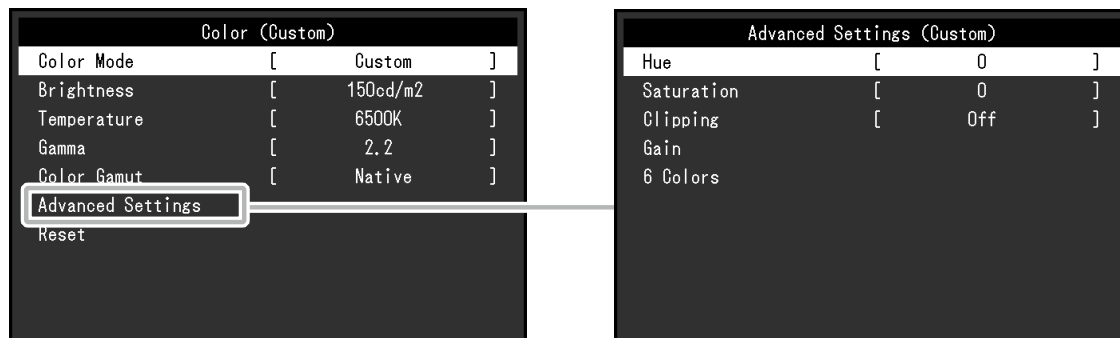 Color (Custom)
Color Mode [ Custom ]
Brightness [ 150cd/m2 ]
Temperature [ 6500K ]
Gamma [ 2.2 ]
Color Gamut [ Native ]
Advanced Settings
Reset
Advanced Settings (Custom)
Hue [ 0 ]
Saturation [ 0 ]
Clipping [ Off ]
Gain
6 Colors